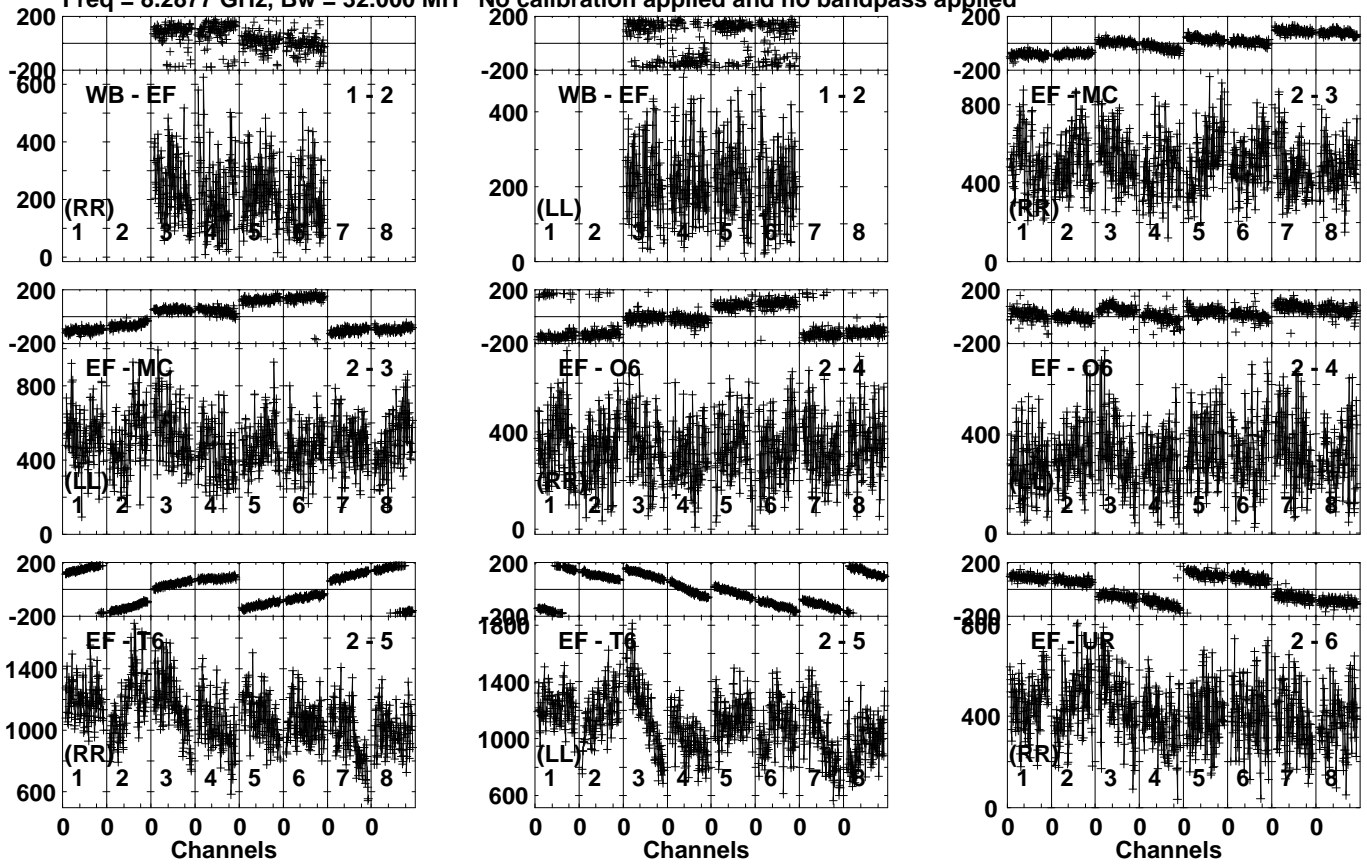 Freq = 8.2877 GHz, Bw = 32.000 MH No calibration applied and no bandpass applied
200
-200
600
400
200
0
WB - EF 1 - 2
(RR)
1 2 3 4 5 6 7 8
200
-200
400
200
0
WB - EF 1 - 2
(LL)
1 2 3 4 5 6 7 8
200
-200
800
400
0
EF - MC 2 - 3
(RR)
1 2 3 4 5 6 7 8
200
-200
800
400
0
EF - MC 2 - 3
(LL)
1 2 3 4 5 6 7 8
200
-200
400
0
EF - O6 2 - 4
(RR)
1 2 3 4 5 6 7 8
200
-200
400
0
EF - O6 2 - 4
1 2 3 4 5 6 7 8
200
-200
1400
1000
600
EF - T6 2 - 5
(RR)
1 2 3 4 5 6 7 8
0 0 0 0 0 0 0 0
Channels
200
-200
1800
1400
1000
600
EF - T6 2 - 5
(LL)
1 2 3 4 5 6 7 8
0 0 0 0 0 0 0 0
Channels
200
-200
800
400
0
EF - UR 2 - 6
(RR)
1 2 3 4 5 6 7 8
0 0 0 0 0 0 0 0
Channels